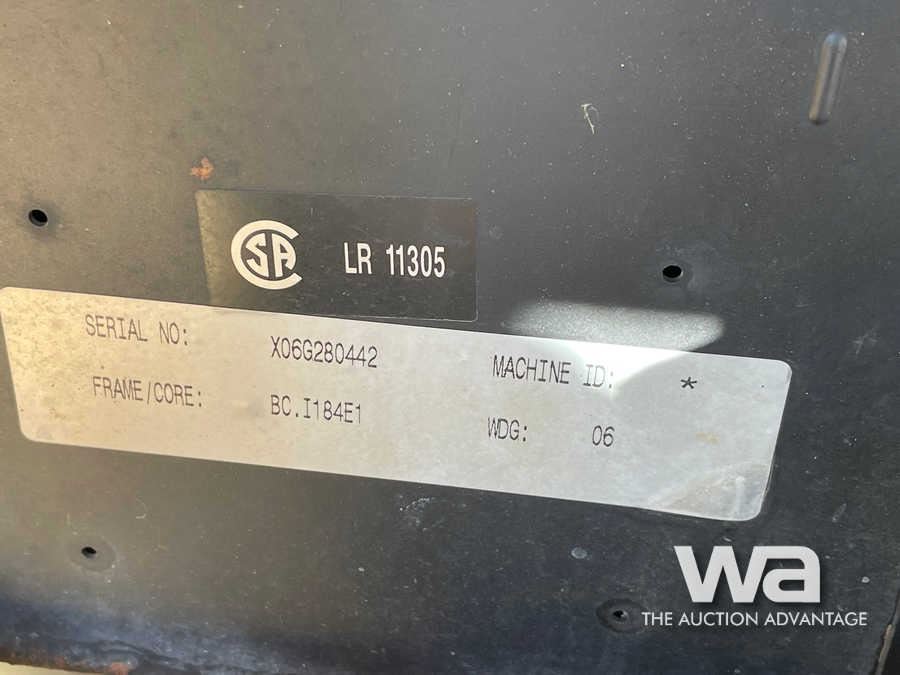 CSA LR 11305
SERIAL NO: X06G280442 MACHINE ID: *
FRAME/CORE: BC.I184E1 WDG: 06
wa
THE AUCTION ADVANTAGE